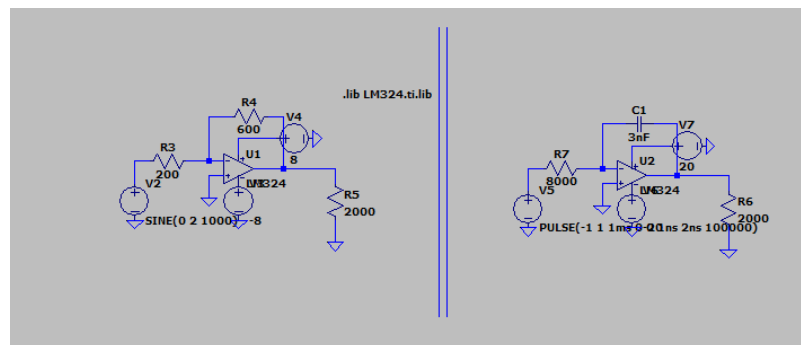 .lib LM324.ti.lib
R4
600
V4
8
R3
200
U1
LM324
V2
SINE(0 2 1000)
-8
R5
2000
C1
3nF
V7
20
R7
8000
U2
LM324
V5
R6
2000